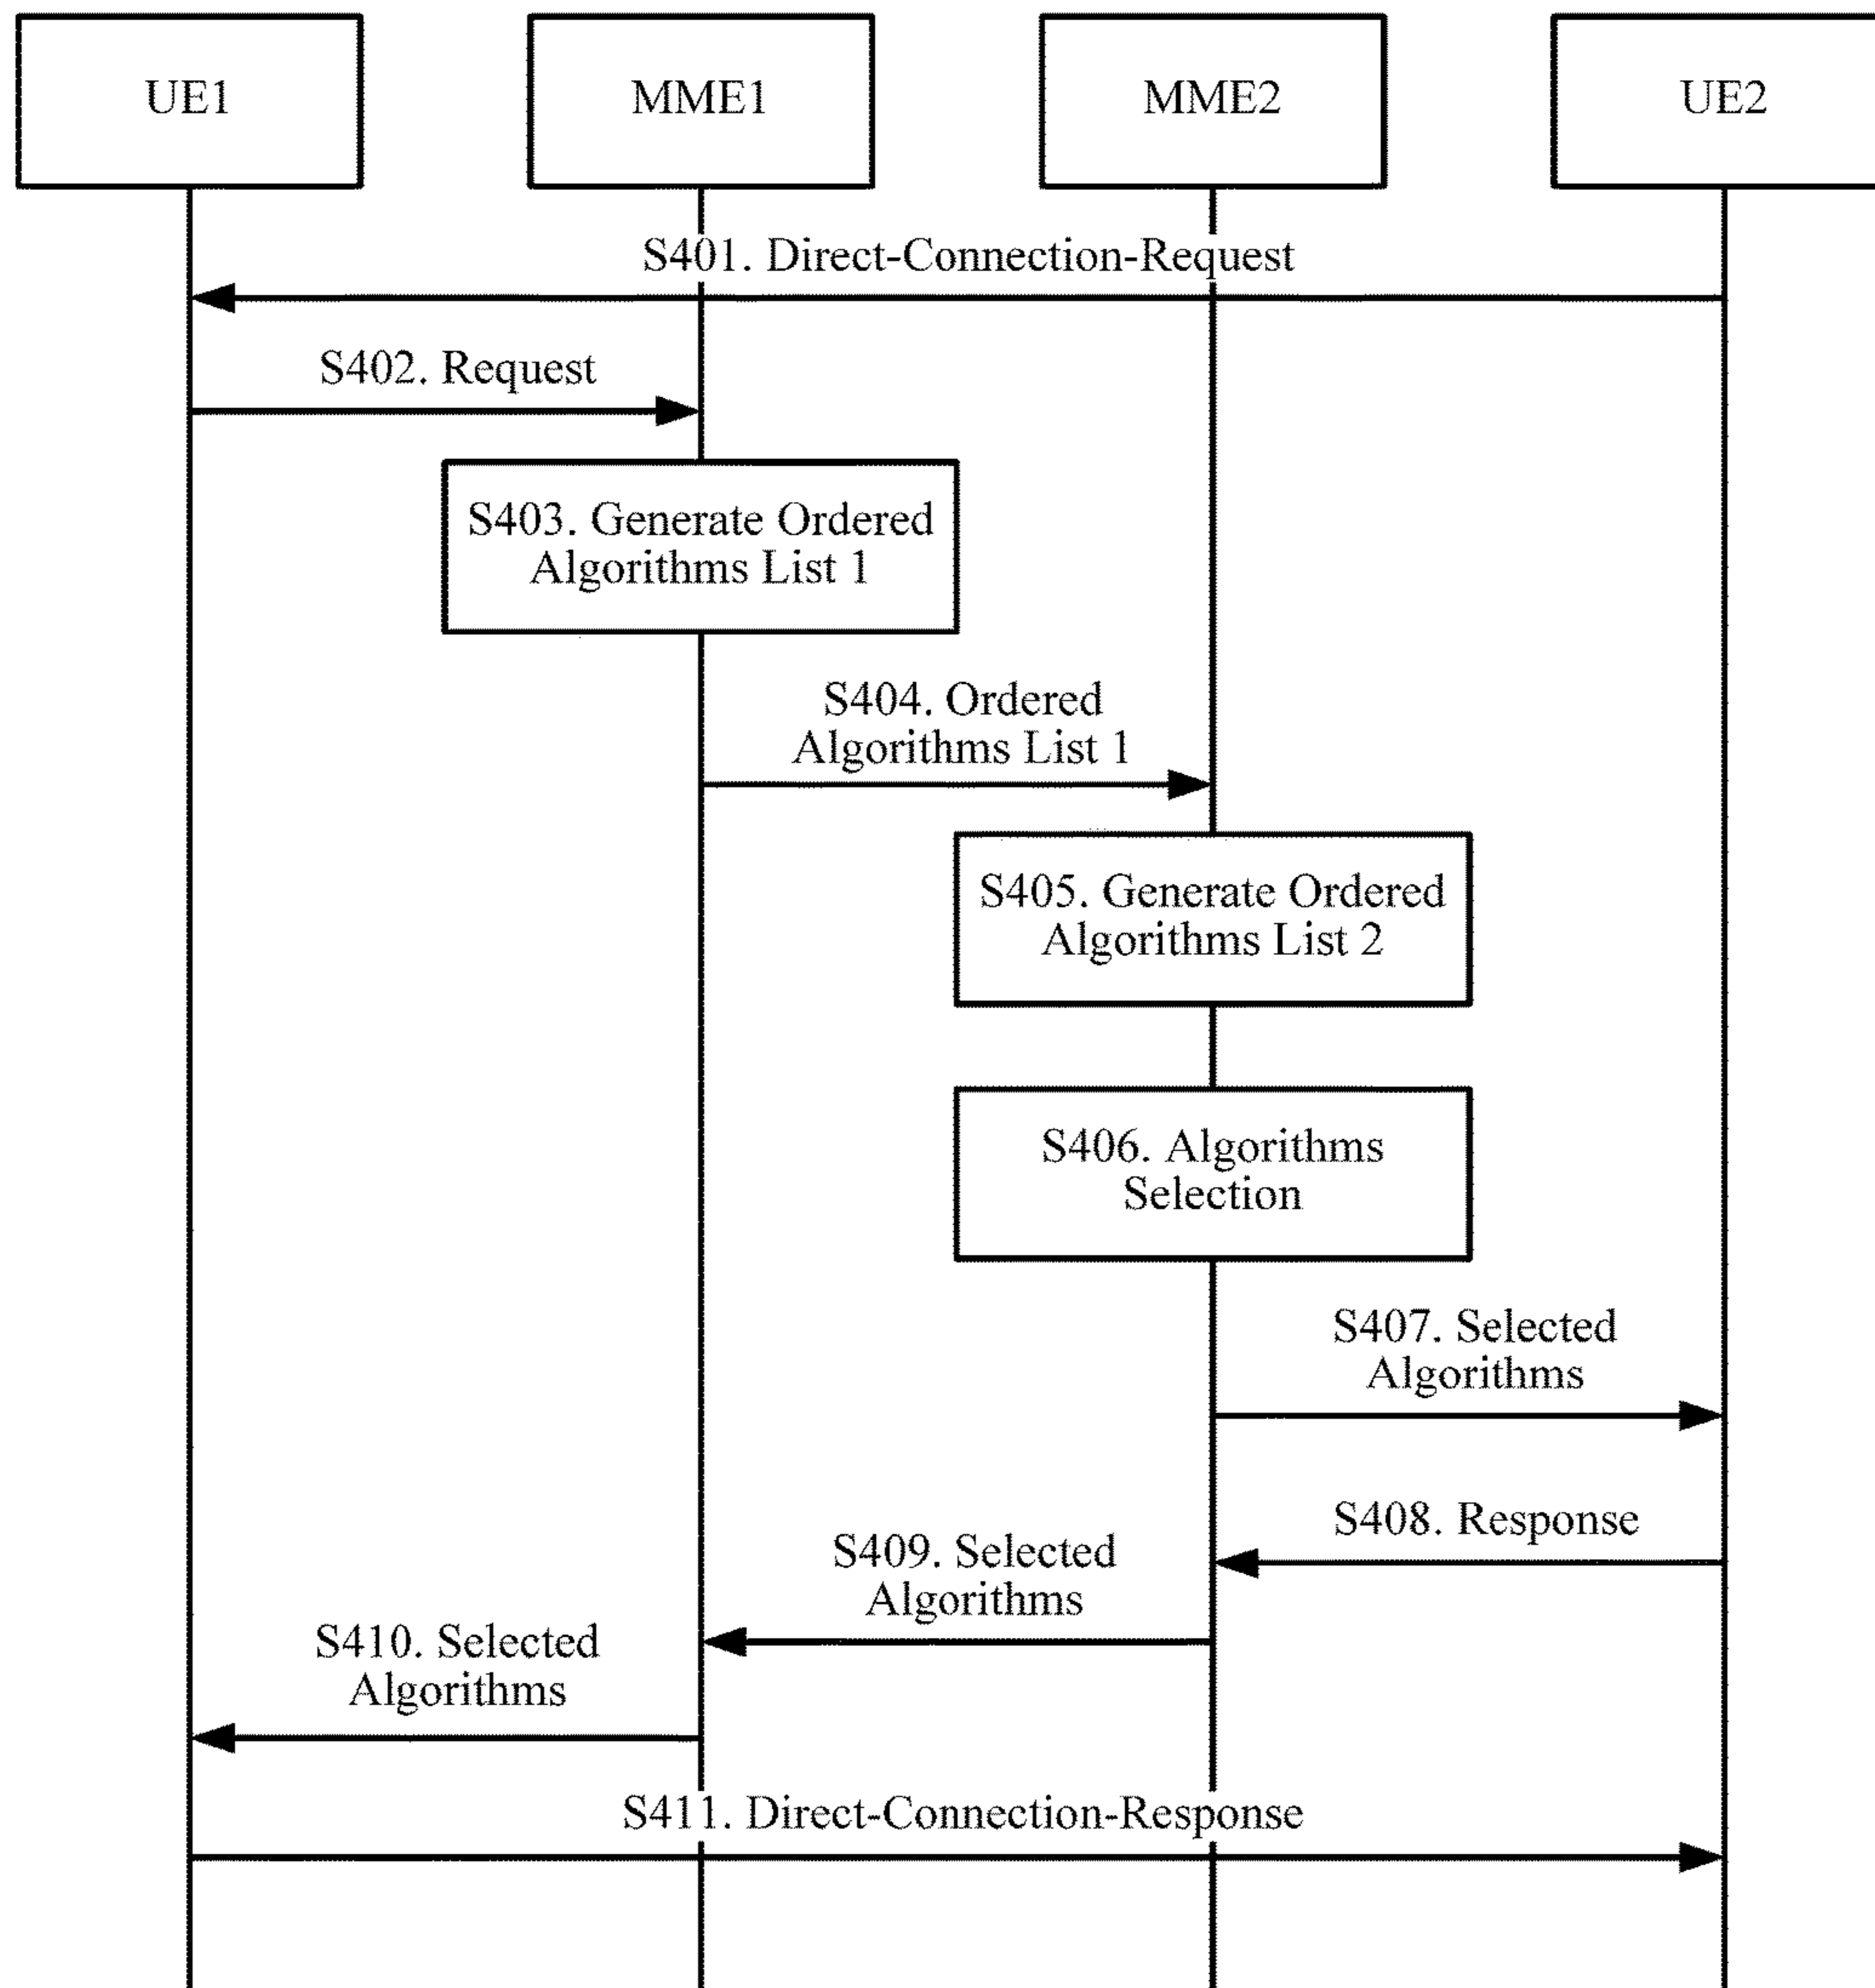 UE1
MME1
MME2
UE2
S401. Direct-Connection-Request
S402. Request
S403. Generate Ordered
Algorithms List 1
S404. Ordered
Algorithms List 1
S405. Generate Ordered
Algorithms List 2
S406. Algorithms
Selection
S407. Selected
Algorithms
S408. Response
S409. Selected
Algorithms
S410. Selected
Algorithms
S411. Direct-Connection-Response